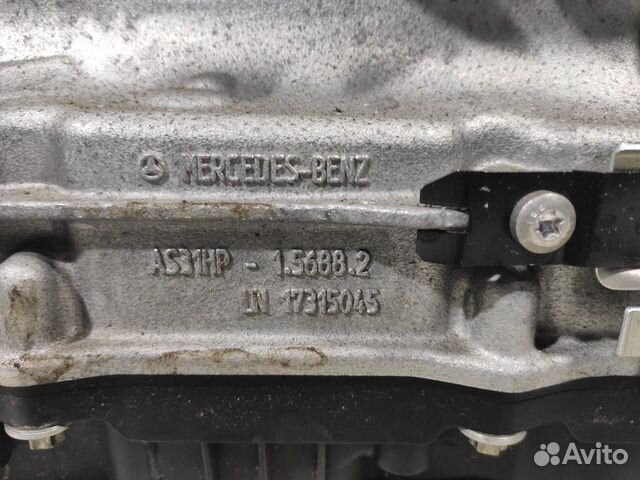 MERCEDES-BENZ
AS31HP - 1.5688.2
LN 17315045
Avito